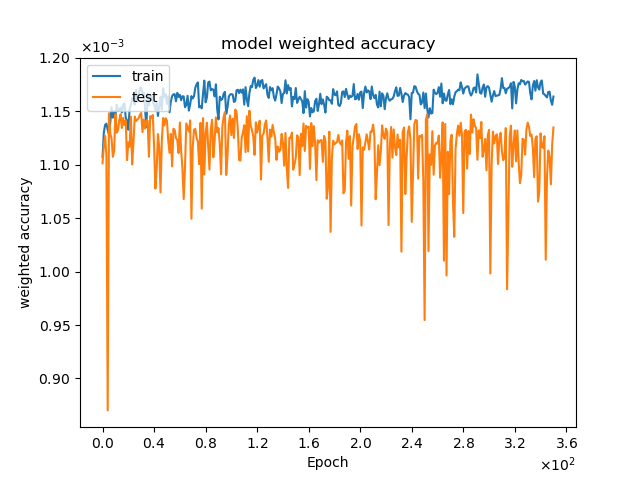 model weighted accuracy
×10⁻³
1.20
1.15
1.10
1.05
1.00
0.95
0.90
weighted accuracy
train
test
0.0 0.4 0.8 1.2 1.6 2.0 2.4 2.8 3.2 3.6
Epoch
×10²